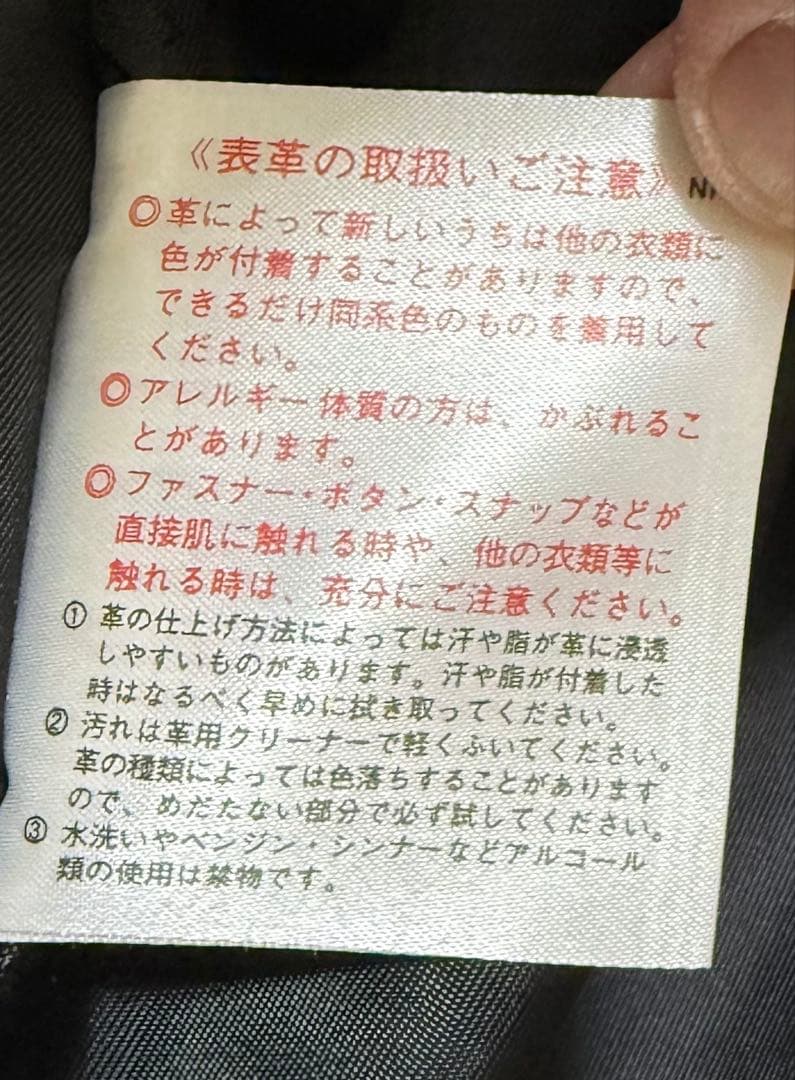 《表革の取扱いご注意》
◎革によって新しいうちは他の衣類に
色が付着することがありますので、
できるだけ同系色のものを着用して
ください。
◎アレルギー体質の方は、かぶれるこ
とがあります。
◎ファスナー・ボタン・スナップなどが
直接肌に触れる時や、他の衣類等に
触れる時は、充分にご注意ください。
①革の仕上げ方法によっては汗や脂が革に浸透
しやすいものがあります。汗や脂が付着した
時はなるべく早めに拭き取ってください。
②汚れは革用クリーナーで軽くふいてください。
革の種類によっては色落ちすることがあります
ので、めだたない部分で必ず試してください。
③水洗いやベンジン・シンナーなどアルコール
類の使用は禁物です。